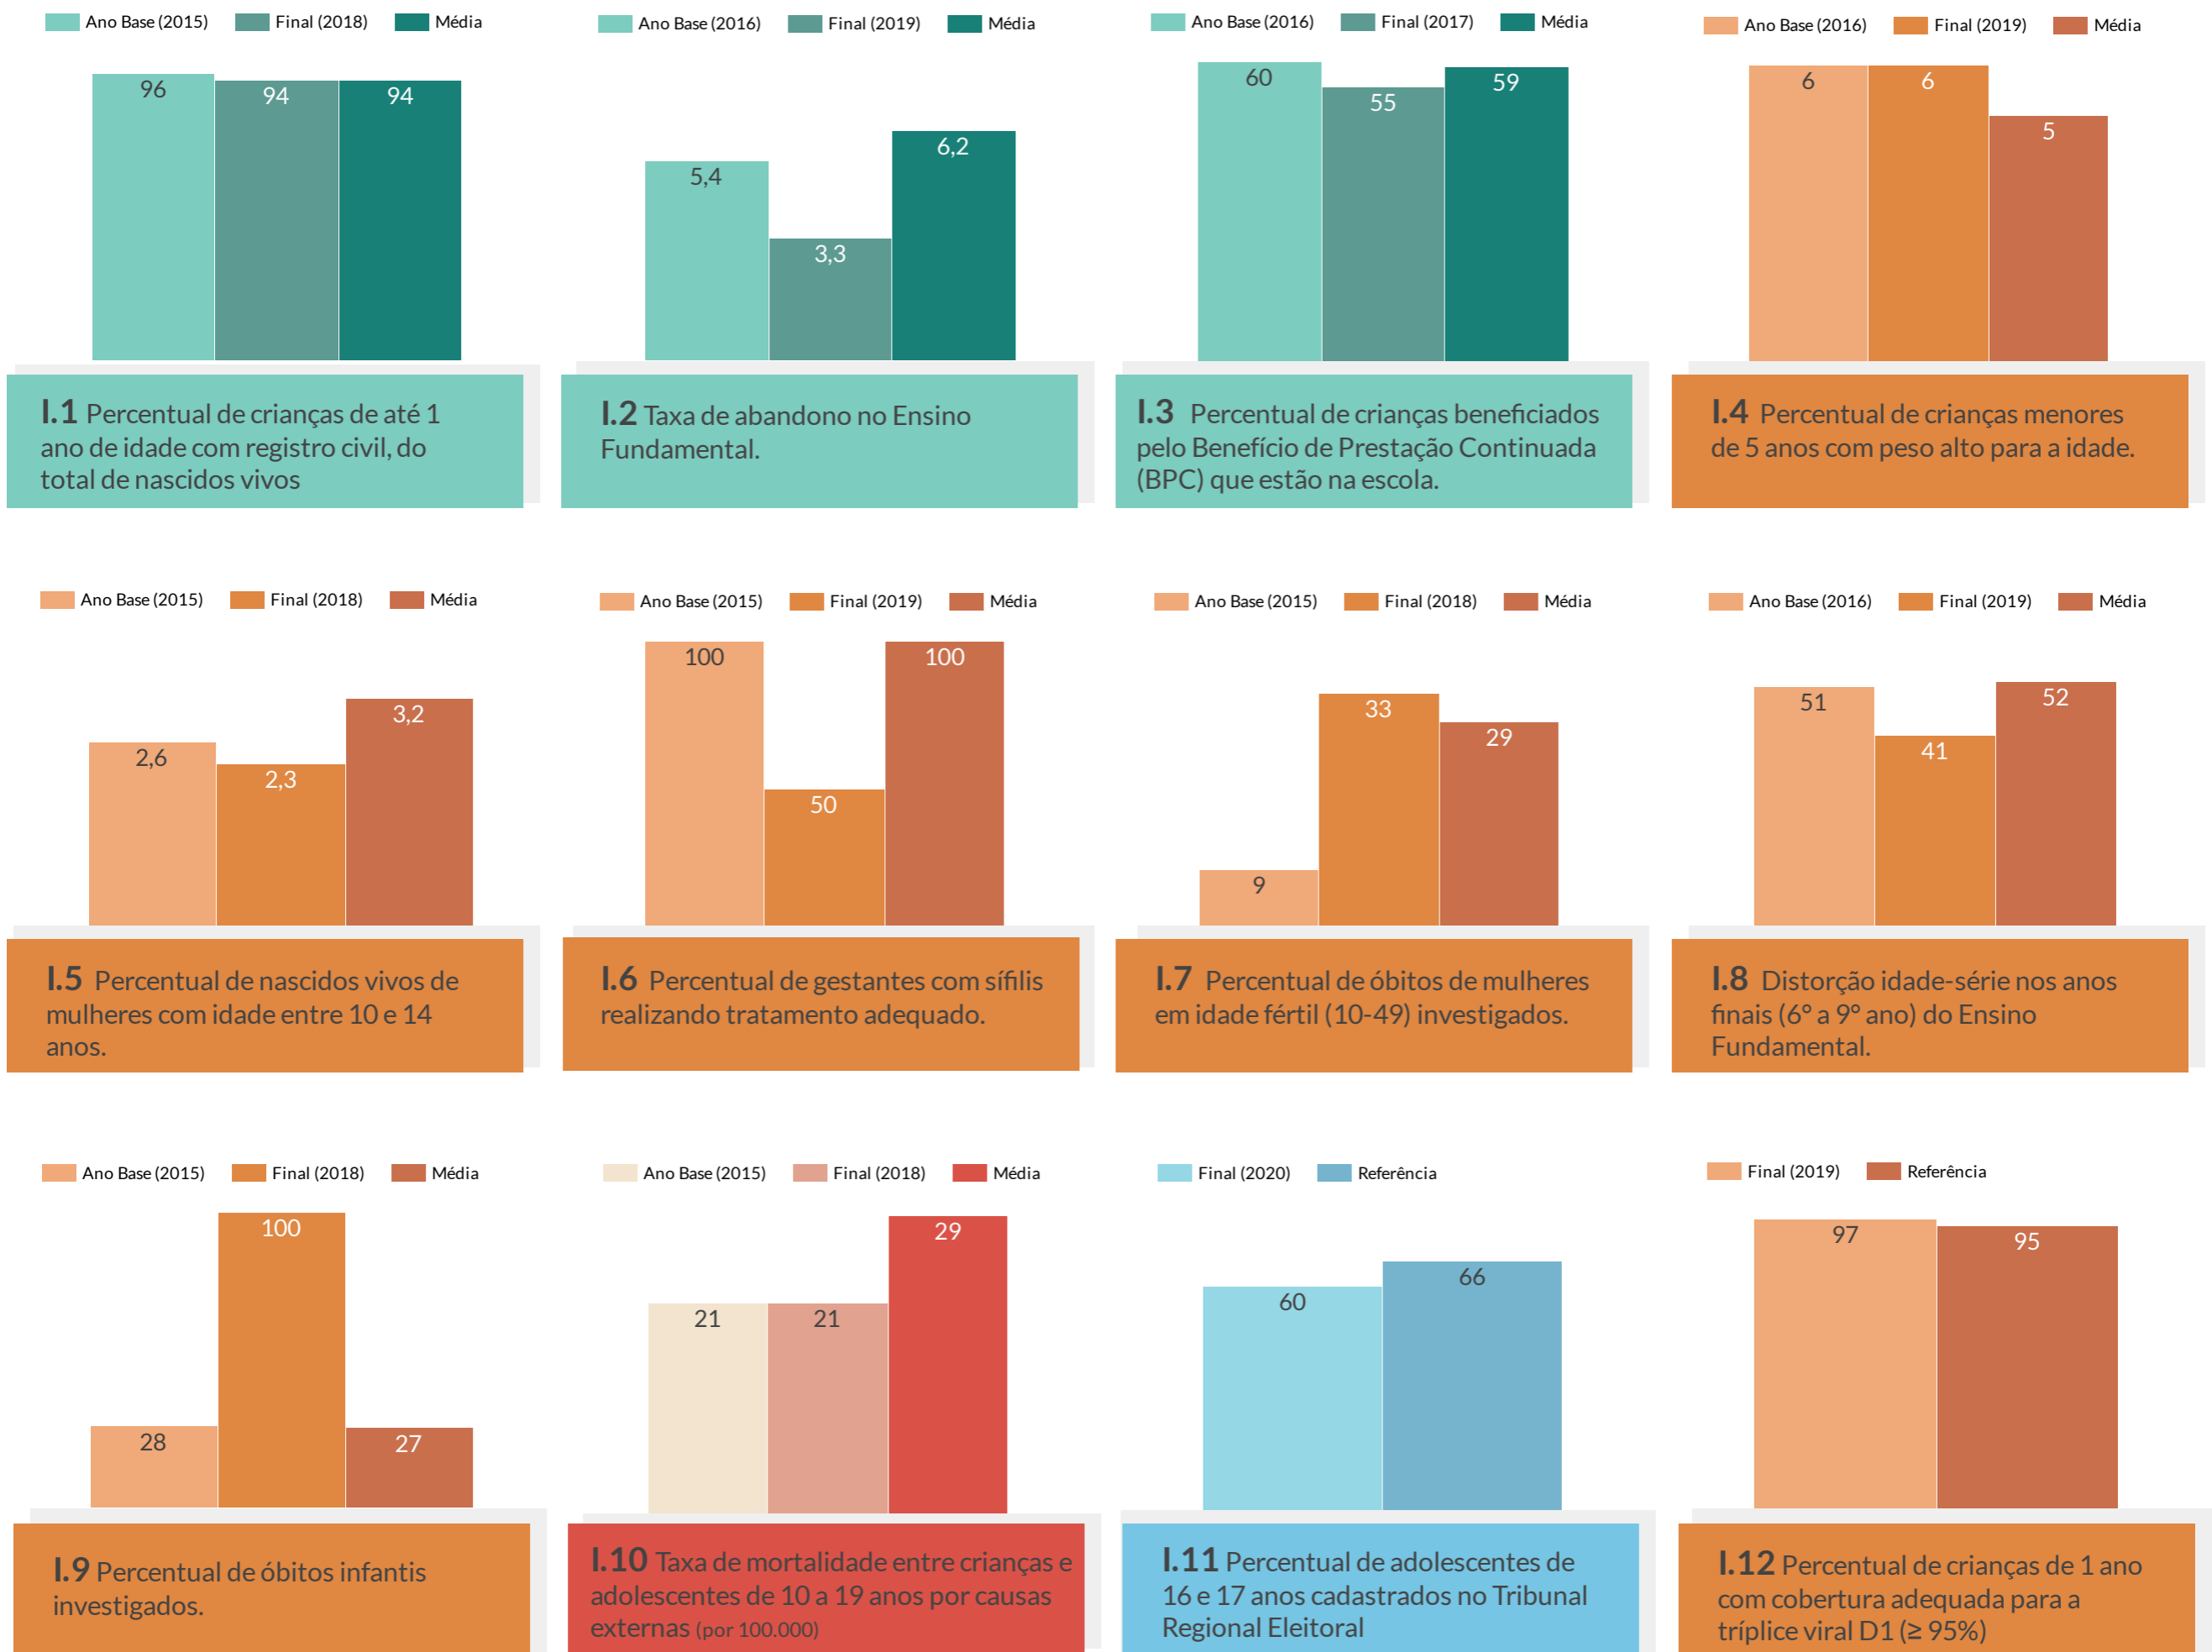 Ano Base (2015) Final (2018) Média
96 94 94
I.1 Percentual de crianças de até 1
ano de idade com registro civil, do
total de nascidos vivos
Ano Base (2016) Final (2019) Média
5,4 3,3 6,2
I.2 Taxa de abandono no Ensino
Fundamental.
Ano Base (2016) Final (2017) Média
60 55 59
I.3 Percentual de crianças beneficiados
pelo Benefício de Prestação Continuada
(BPC) que estão na escola.
Ano Base (2016) Final (2019) Média
6 6 5
I.4 Percentual de crianças menores
de 5 anos com peso alto para a idade.
Ano Base (2015) Final (2018) Média
2,6 2,3 3,2
I.5 Percentual de nascidos vivos de
mulheres com idade entre 10 e 14
anos.
Ano Base (2015) Final (2019) Média
100 50 100
I.6 Percentual de gestantes com sífilis
realizando tratamento adequado.
Ano Base (2015) Final (2018) Média
9 33 29
I.7 Percentual de óbitos de mulheres
em idade fértil (10-49) investigados.
Ano Base (2016) Final (2019) Média
51 41 52
I.8 Distorção idade-série nos anos
finais (6° a 9° ano) do Ensino
Fundamental.
Ano Base (2015) Final (2018) Média
28 100 27
I.9 Percentual de óbitos infantis
investigados.
Ano Base (2015) Final (2018) Média
21 21 29
I.10 Taxa de mortalidade entre crianças e
adolescentes de 10 a 19 anos por causas
externas (por 100.000)
Final (2020) Referência
60 66
I.11 Percentual de adolescentes de
16 e 17 anos cadastrados no Tribunal
Regional Eleitoral
Final (2019) Referência
97 95
I.12 Percentual de crianças de 1 ano
com cobertura adequada para a
tríplice viral D1 (≥ 95%)